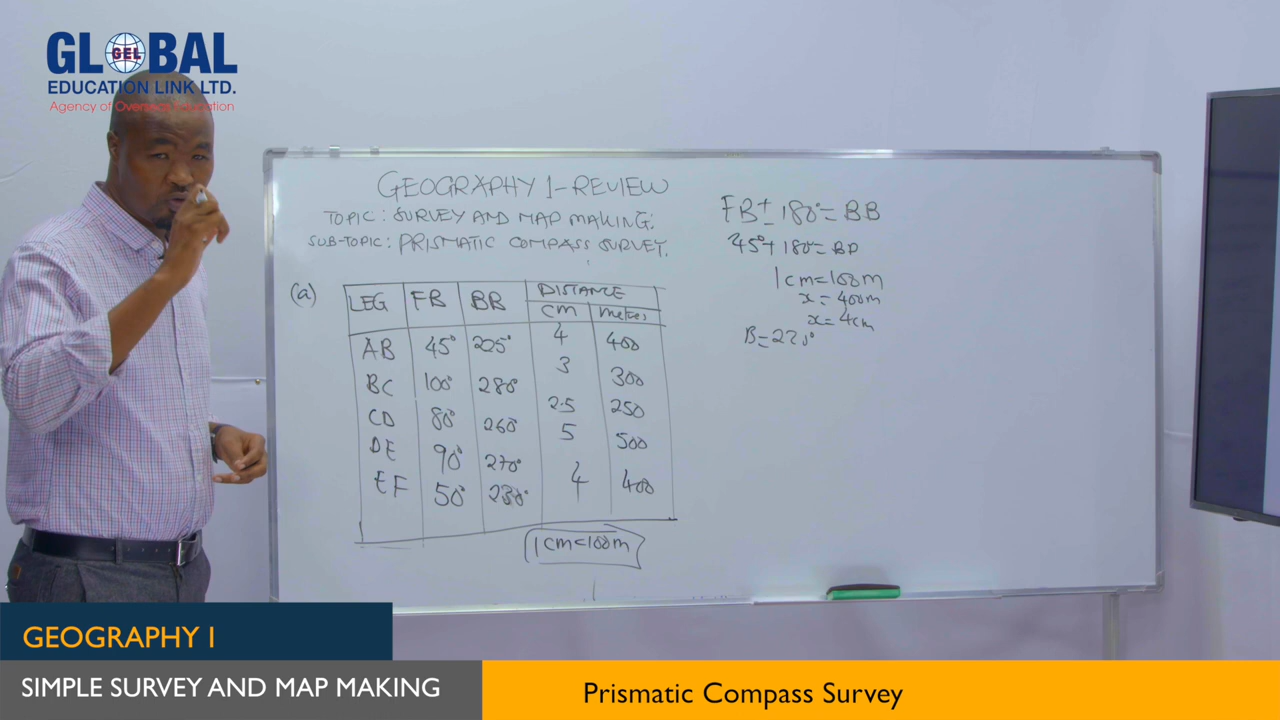 GLOBAL
GEL
EDUCATION LINK LTD.
Agency of Overseas Education
GEOGRAPHY 1-REVIEW
TOPIC: SURVEY AND MAP MAKING:
SUB-TOPIC: PRISMATIC COMPASS SURVEY.
(a)
LEG FB BB DISTANCE
cm metres
AB 45° 225° 4 400
BC 100° 280° 3 300
CD 80° 260° 2.5 250
DE 90° 270° 5 500
EF 50° 230° 4 400
1cm=100m
FB ± 180° = BB
45° + 180° = BB
1cm=100m
x = 400m
x = 4cm
GEOGRAPHY I
SIMPLE SURVEY AND MAP MAKING
Prismatic Compass Survey